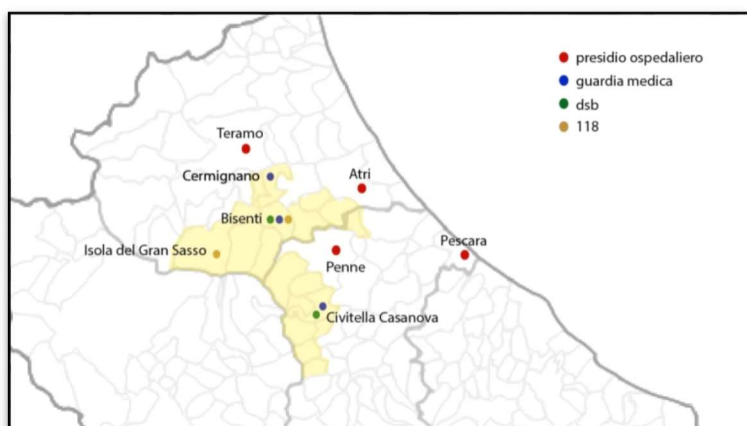 presidio ospedaliero
guardia medica
dsb
118
Teramo
Cermignano
Atri
Bisenti
Pescara
Isola del Gran Sasso
Penne
Civitella Casanova